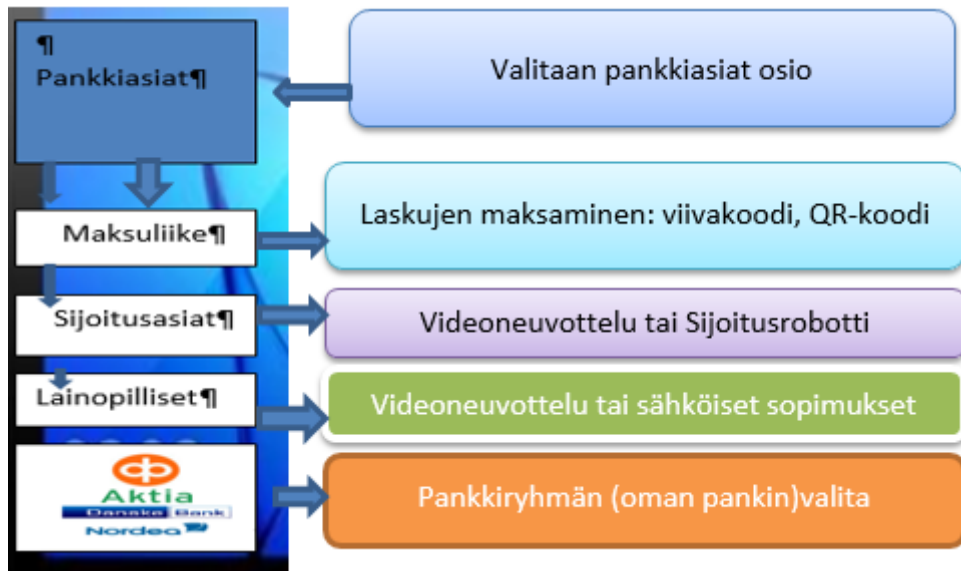 ¶
Pankkiasiat¶
Valitaan pankkiasiat osio
Maksuliike¶
Laskujen maksaminen: viivakoodi, QR-koodi
Sijoitusasiat¶
Videoneuvottelu tai Sijoitusrobotti
Lainopilliset¶
Videoneuvottelu tai sähköiset sopimukset
Aktia
Danske Bank
Nordea
Pankkiryhmän (oman pankin)valita